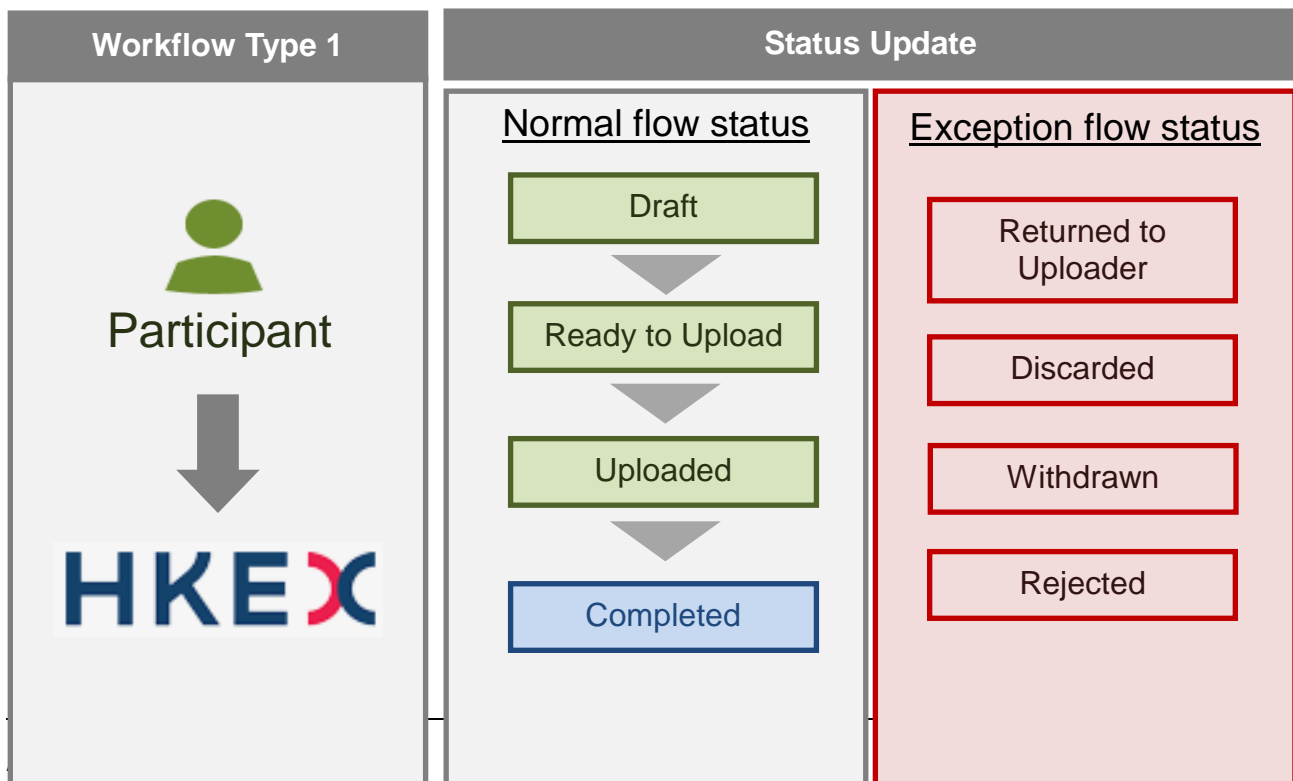 Workflow Type 1
Status Update
Participant
HKEX
Normal flow status
Draft
Ready to Upload
Uploaded
Completed
Exception flow status
Returned to
Uploader
Discarded
Withdrawn
Rejected